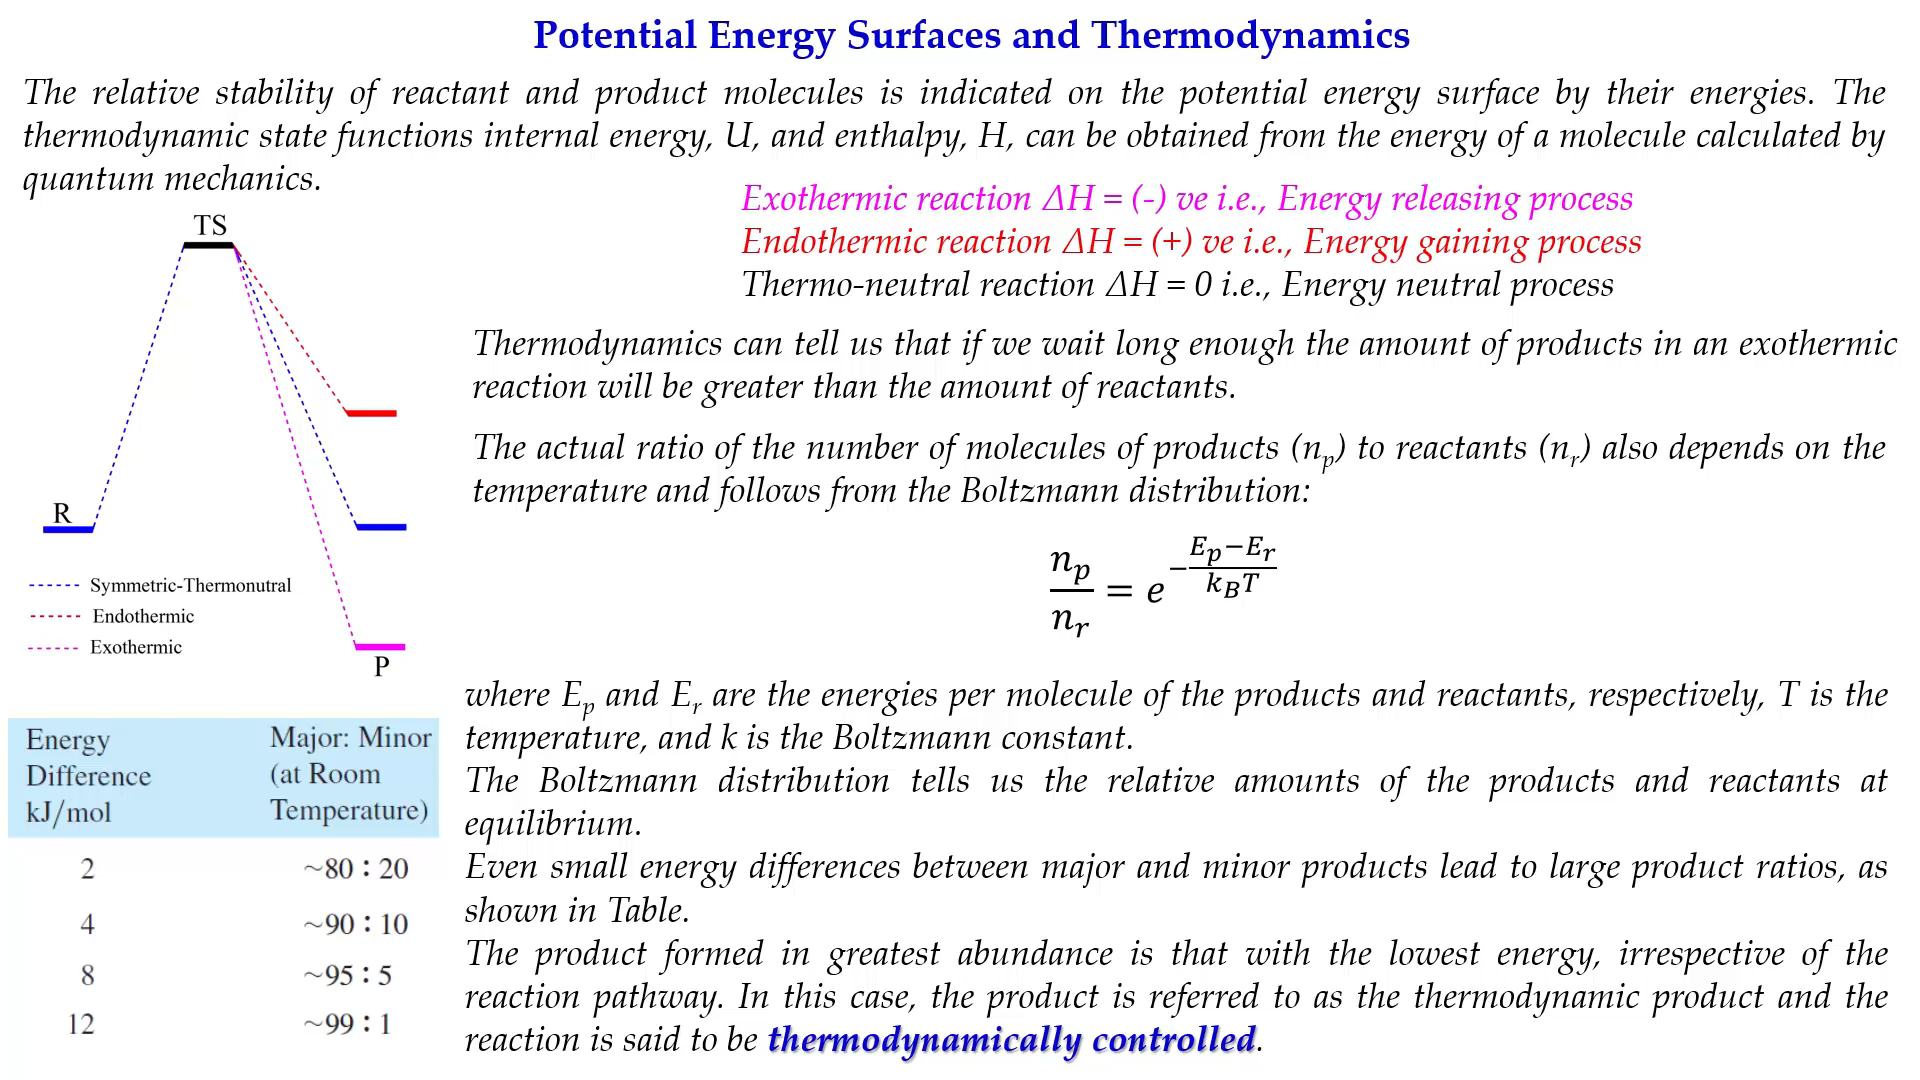 Potential Energy Surfaces and Thermodynamics
The relative stability of reactant and product molecules is indicated on the potential energy surface by their energies. The
thermodynamic state functions internal energy, U, and enthalpy, H, can be obtained from the energy of a molecule calculated by
quantum mechanics.
Exothermic reaction ΔH = (-) ve i.e., Energy releasing process
Endothermic reaction ΔH = (+) ve i.e., Energy gaining process
Thermo-neutral reaction ΔH = 0 i.e., Energy neutral process
TS
R
Symmetric-Thermonutral
Endothermic
Exothermic
P
Thermodynamics can tell us that if we wait long enough the amount of products in an exothermic
reaction will be greater than the amount of reactants.
The actual ratio of the number of molecules of products (n_p) to reactants (n_r) also depends on the
temperature and follows from the Boltzmann distribution:
n_p/n_r = e^(−(E_p−E_r)/(k_B T))
where E_p and E_r are the energies per molecule of the products and reactants, respectively, T is the
temperature, and k is the Boltzmann constant.
The Boltzmann distribution tells us the relative amounts of the products and reactants at
equilibrium.
Even small energy differences between major and minor products lead to large product ratios, as
shown in Table.
The product formed in greatest abundance is that with the lowest energy, irrespective of the
reaction pathway. In this case, the product is referred to as the thermodynamic product and the
reaction is said to be thermodynamically controlled.
Energy Major: Minor
Difference (at Room
kJ/mol Temperature)
2 ~80 : 20
4 ~90 : 10
8 ~95 : 5
12 ~99 : 1